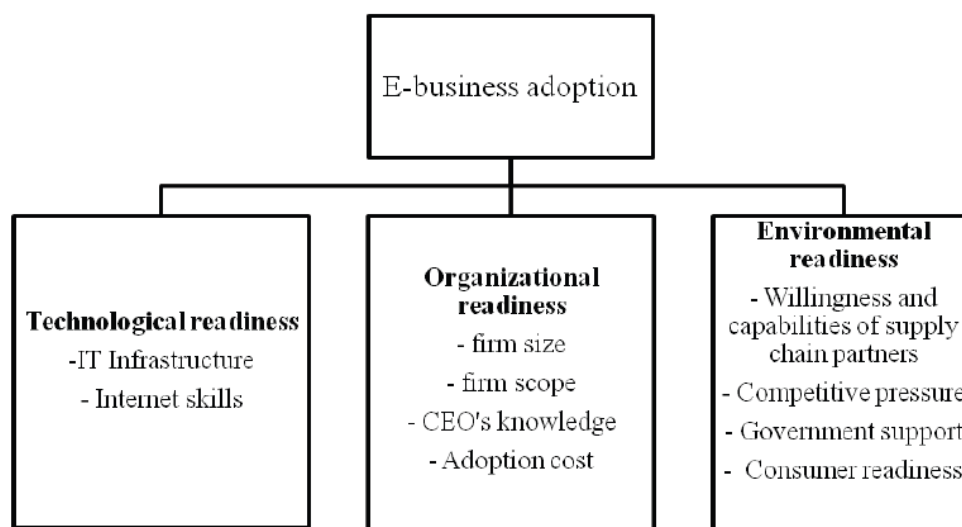 E-business adoption
Technological readiness
-IT Infrastructure
- Internet skills
Organizational
readiness
- firm size
- firm scope
- CEO's knowledge
- Adoption cost
Environmental
readiness
- Willingness and
capabilities of supply
chain partners
- Competitive pressure
- Government support
- Consumer readiness